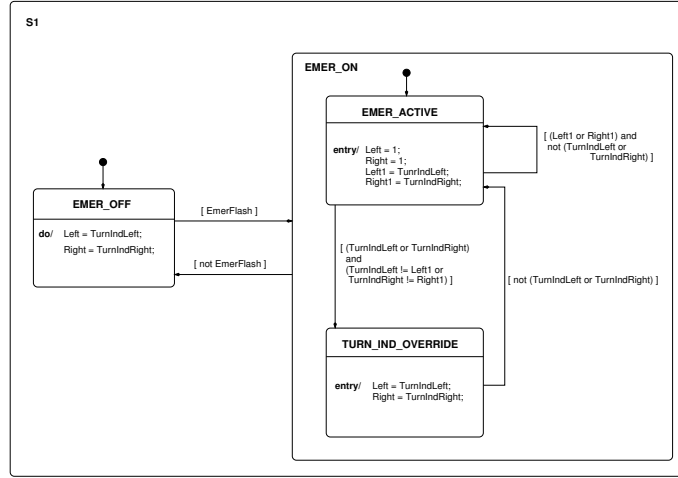 S1
EMER_ON
EMER_ACTIVE
entry/ Left = 1;
Right = 1;
Left1 = TunrIndLeft;
Right1 = TurnIndRight;
[ (Left1 or Right1) and
not (TurnIndLeft or
TurnIndRight) ]
EMER_OFF
do/ Left = TurnIndLeft;
Right = TurnIndRight;
[ EmerFlash ]
[ not EmerFlash ]
[ (TurnIndLeft or TurnIndRight)
and
(TurnIndLeft != Left1 or
TurnIndRight != Right1) ]
[ not (TurnIndLeft or TurnIndRight) ]
TURN_IND_OVERRIDE
entry/ Left = TurnIndLeft;
Right = TurnIndRight;